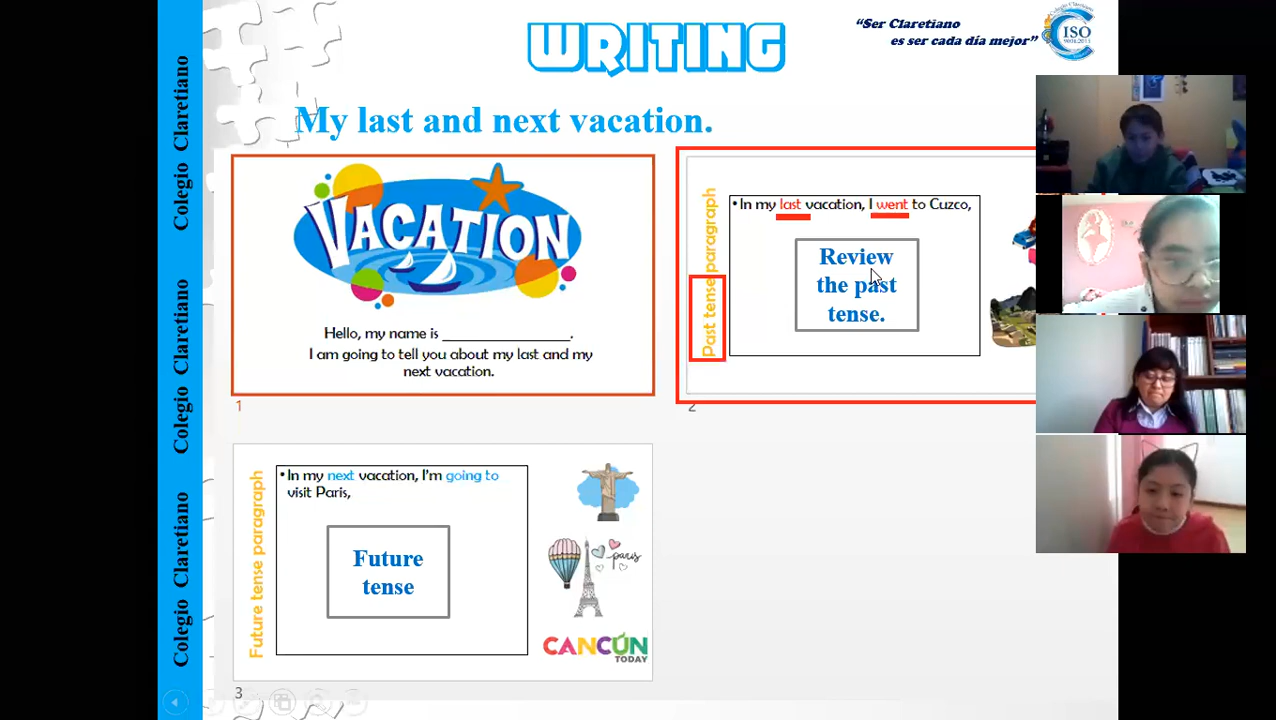 WRITING
“Ser Claretiano
es ser cada día mejor”
ISO
My last and next vacation.
VACATION
Hello, my name is ________________.
I am going to tell you about my last and my
next vacation.
1
Past tense paragraph
• In my last vacation, I went to Cuzco,
Review
the past
tense.
2
Future tense paragraph
• In my next vacation, I'm going to
visit Paris,
Future
tense
paris
CANCÚN
TODAY
3
Colegio Claretiano
Colegio Claretiano
Colegio Claretiano